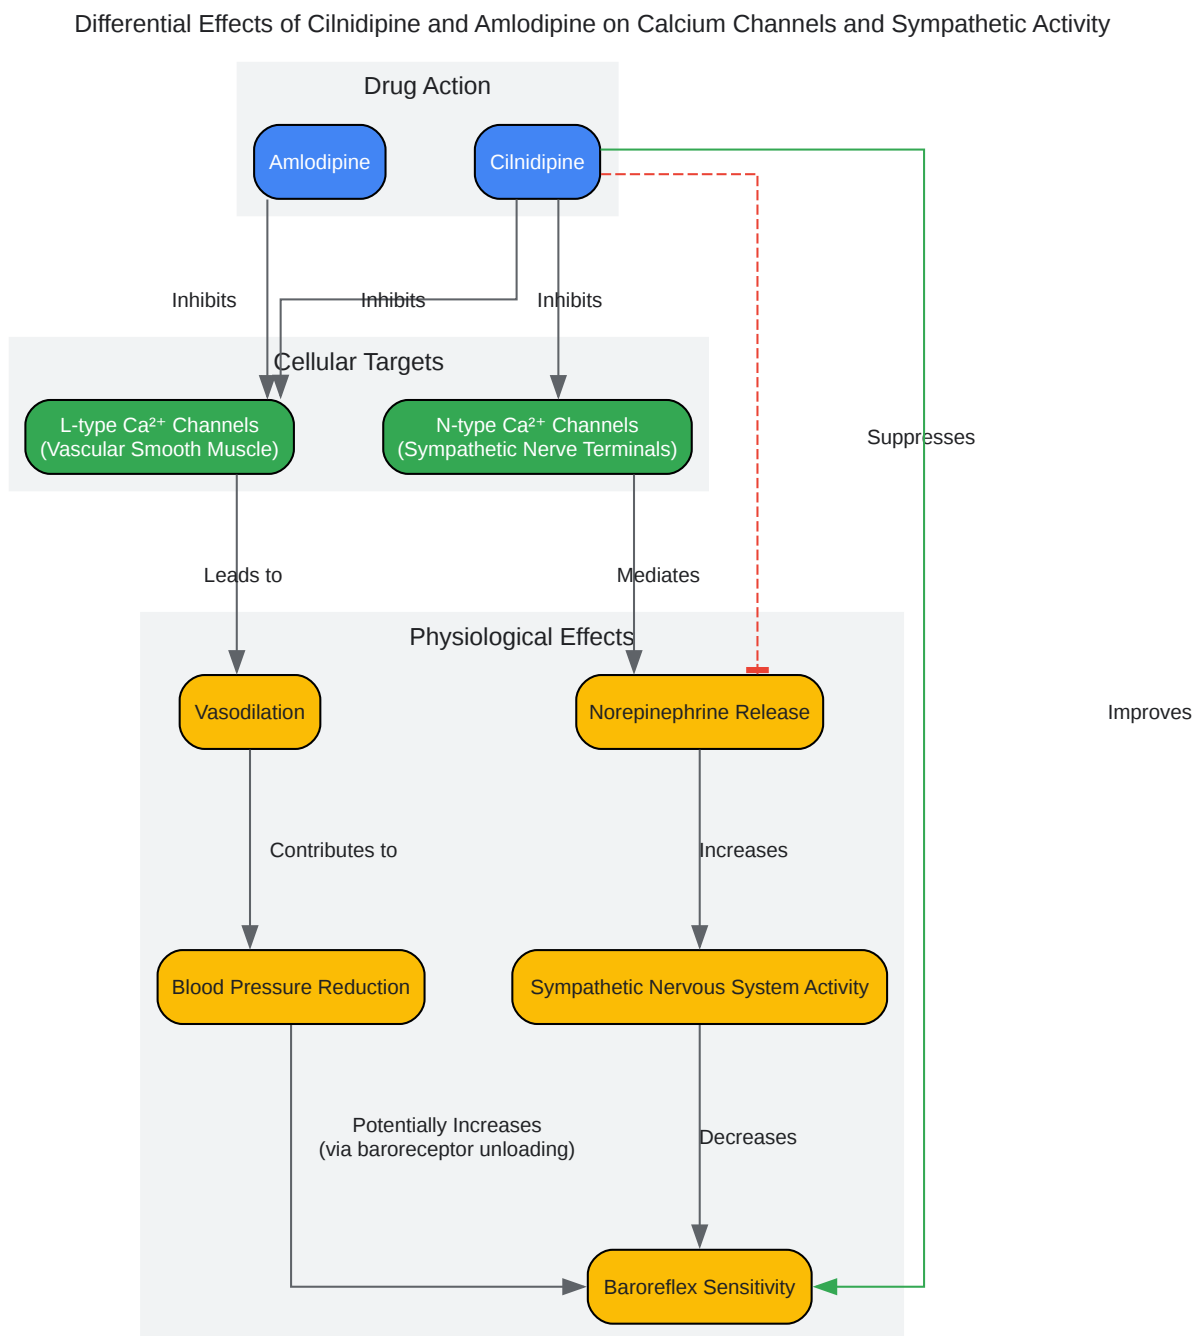 Differential Effects of Cilnidipine and Amlodipine on Calcium Channels and Sympathetic Activity
Drug Action
Amlodipine
Cilnidipine
Inhibits
Inhibits
Inhibits
Cellular Targets
L-type Ca²⁺ Channels
(Vascular Smooth Muscle)
N-type Ca²⁺ Channels
(Sympathetic Nerve Terminals)
Suppresses
Leads to
Mediates
Physiological Effects
Vasodilation
Norepinephrine Release
Improves
Contributes to
Increases
Blood Pressure Reduction
Sympathetic Nervous System Activity
Potentially Increases
(via baroreceptor unloading)
Decreases
Baroreflex Sensitivity